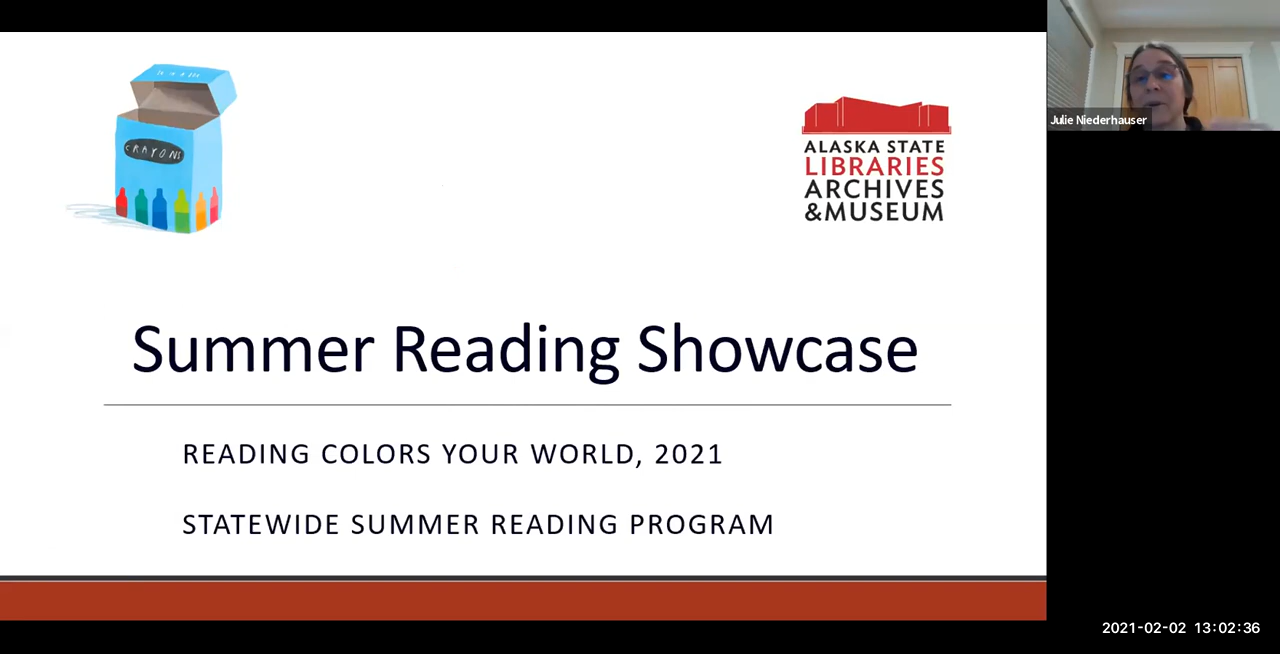 CRAYONS
ALASKA STATE
LIBRARIES
ARCHIVES
&MUSEUM
Julie Niederhauser
Summer Reading Showcase
READING COLORS YOUR WORLD, 2021
STATEWIDE SUMMER READING PROGRAM
2021-02-02 13:02:36